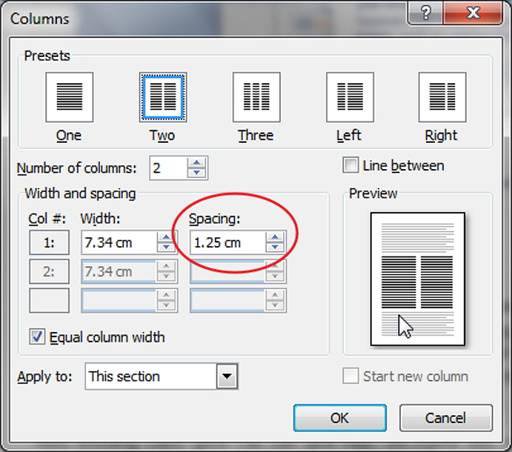 Columns
Presets
One Two Three Left Right
Number of columns: 2 Line between
Width and spacing Preview
Col #: Width: Spacing:
1: 7.34 cm 1.25 cm
2: 7.34 cm
Equal column width
Apply to: This section Start new column
OK Cancel